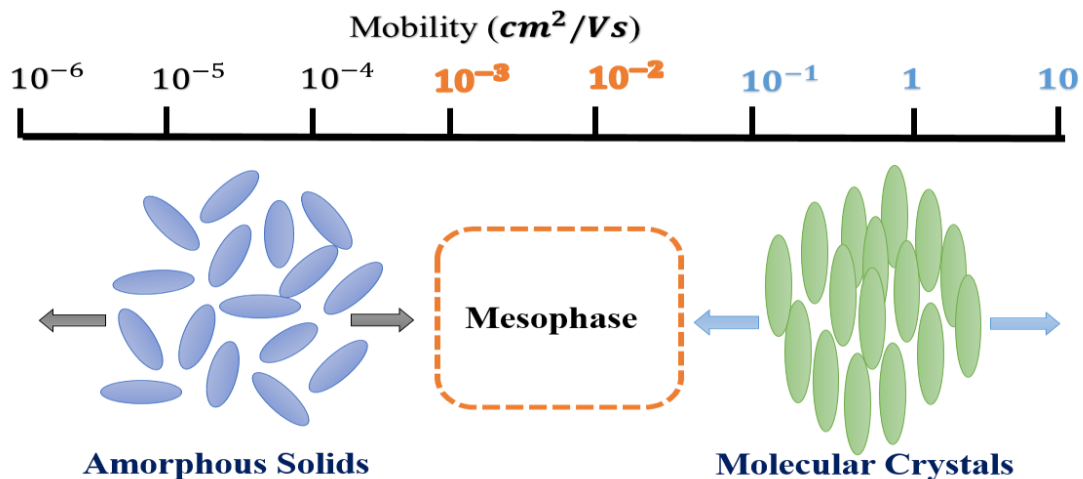 Mobility (cm²/Vs)
10⁻⁶ 10⁻⁵ 10⁻⁴ 10⁻³ 10⁻² 10⁻¹ 1 10
Mesophase
Amorphous Solids Molecular Crystals